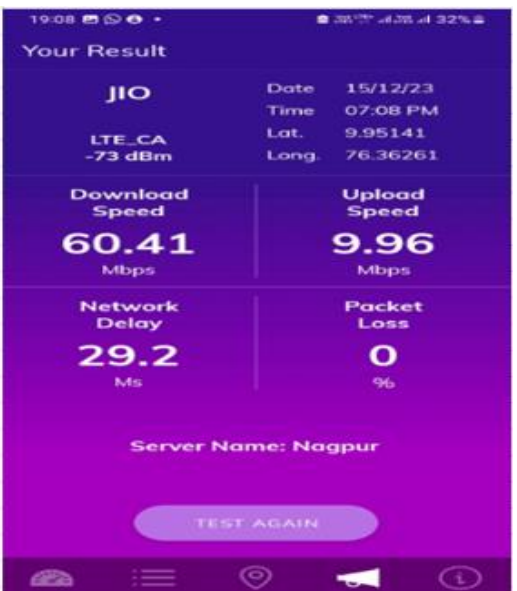 19:08
32%
Your Result
JIO
LTE_CA
-73 dBm
Date 15/12/23
Time 07:08 PM
Lat. 9.95141
Long. 76.36261
Download
Speed
60.41
Mbps
Upload
Speed
9.96
Mbps
Network
Delay
29.2
Ms
Packet
Loss
0
%
Server Name: Nagpur
TEST AGAIN